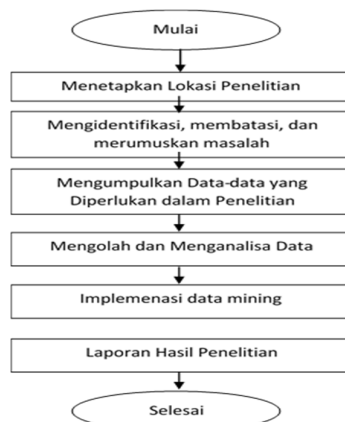 Mulai
Menetapkan Lokasi Penelitian
Mengidentifikasi, membatasi, dan
merumuskan masalah
Mengumpulkan Data-data yang
Diperlukan dalam Penelitian
Mengolah dan Menganalisa Data
Implemenasi data mining
Laporan Hasil Penelitian
Selesai